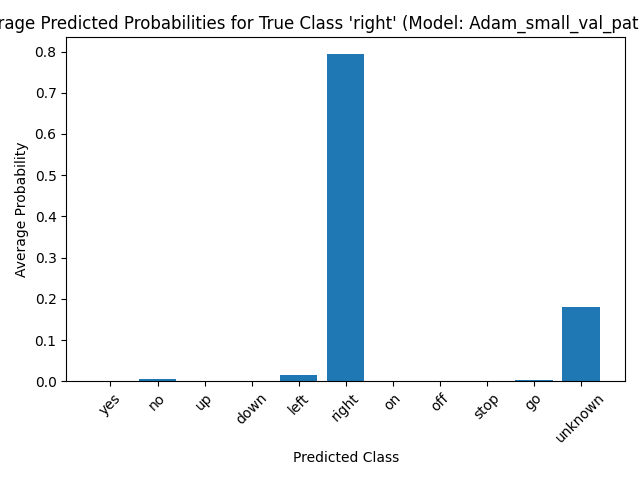 rage Predicted Probabilities for True Class 'right' (Model: Adam_small_val_pat
0.8
0.7
0.6
0.5
0.4
0.3
0.2
0.1
0.0
Average Probability
yes
no
up
down
left
right
on
off
stop
go
unknown
Predicted Class